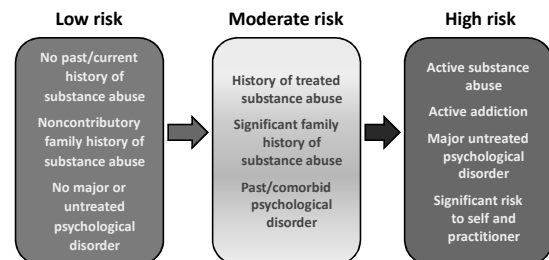 Low risk
No past/current
history of
substance abuse
Noncontributory
family history of
substance abuse
No major or
untreated
psychological
disorder
Moderate risk
History of treated
substance abuse
Significant family
history of
substance abuse
Past/comorbid
psychological
disorder
High risk
Active substance
abuse
Active addiction
Major untreated
psychological
disorder
Significant risk
to self and
practitioner